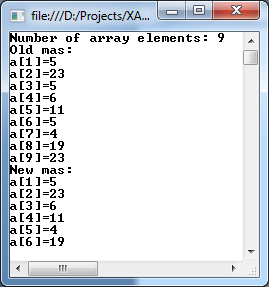 file:///D:/Projects/XA...
Number of array elements: 9
Old mas:
a[1]=5
a[2]=23
a[3]=5
a[4]=6
a[5]=11
a[6]=5
a[7]=4
a[8]=19
a[9]=23
New mas:
a[1]=5
a[2]=23
a[3]=6
a[4]=11
a[5]=4
a[6]=19